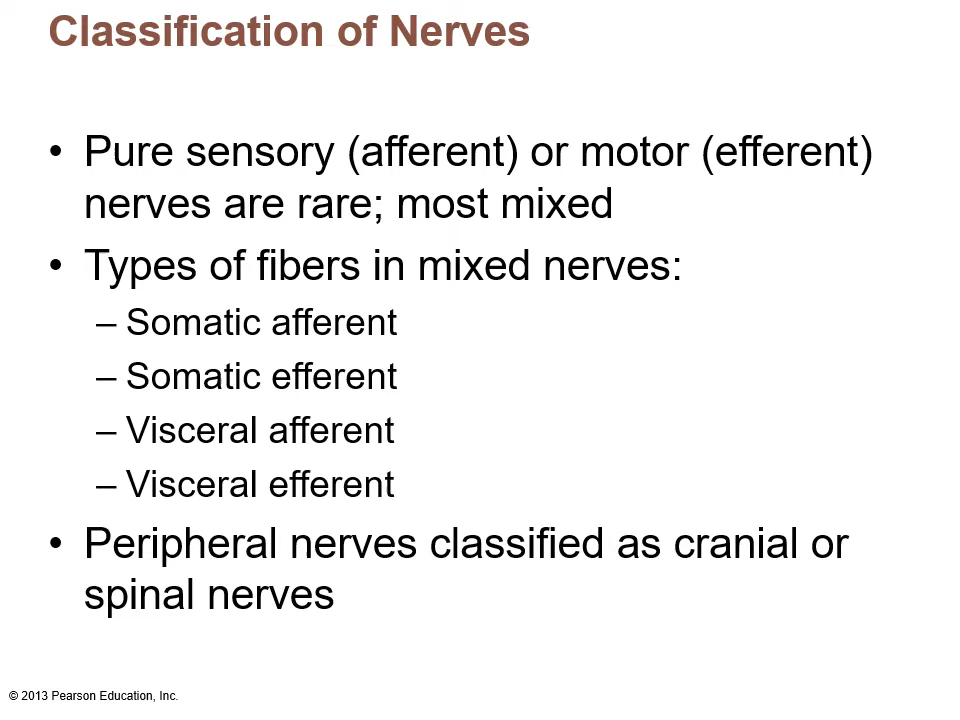 Classification of Nerves
• Pure sensory (afferent) or motor (efferent)
nerves are rare; most mixed
• Types of fibers in mixed nerves:
– Somatic afferent
– Somatic efferent
– Visceral afferent
– Visceral efferent
• Peripheral nerves classified as cranial or
spinal nerves
© 2013 Pearson Education, Inc.